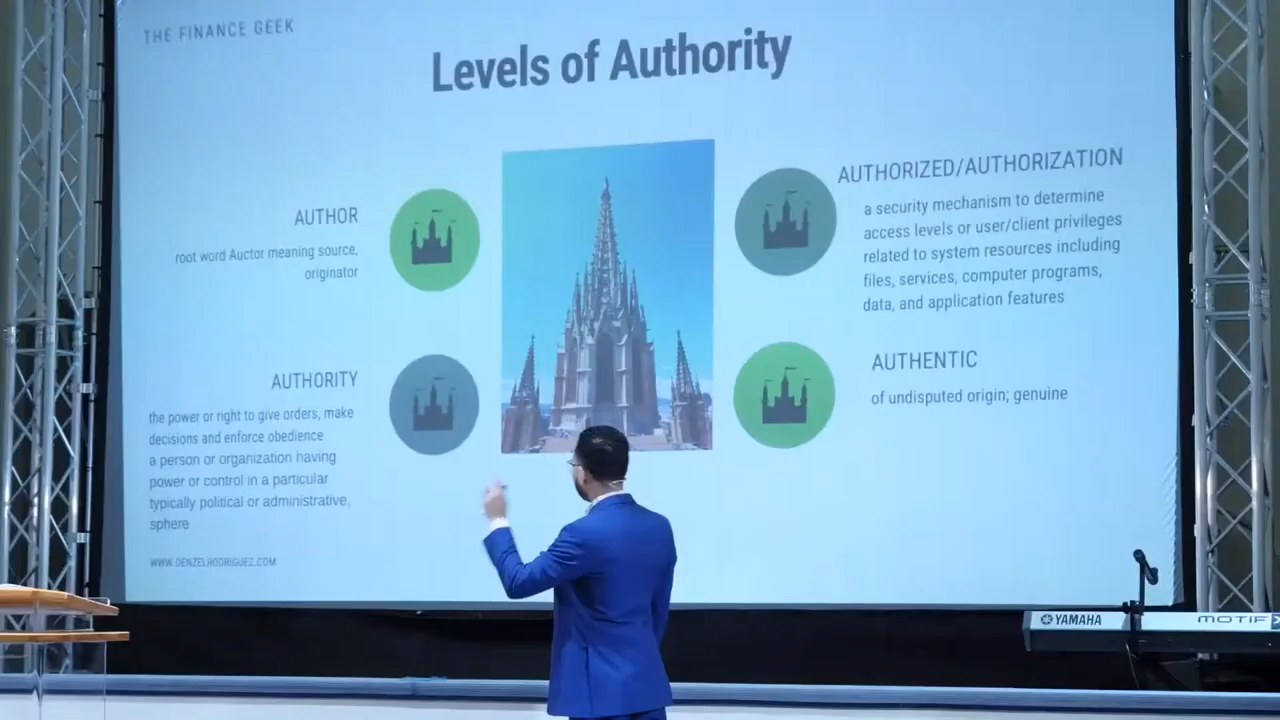 THE FINANCE GEEK
Levels of Authority
AUTHOR
root word Auctor meaning source,
originator
AUTHORITY
the power or right to give orders, make
decisions and enforce obedience
a person or organization having
power or control in a particular
typically political or administrative,
sphere
WWW.DENZELRODRIGUEZ.COM
AUTHORIZED/AUTHORIZATION
a security mechanism to determine
access levels or user/client privileges
related to system resources including
files, services, computer programs,
data, and application features
AUTHENTIC
of undisputed origin; genuine
YAMAHA
MOTIF